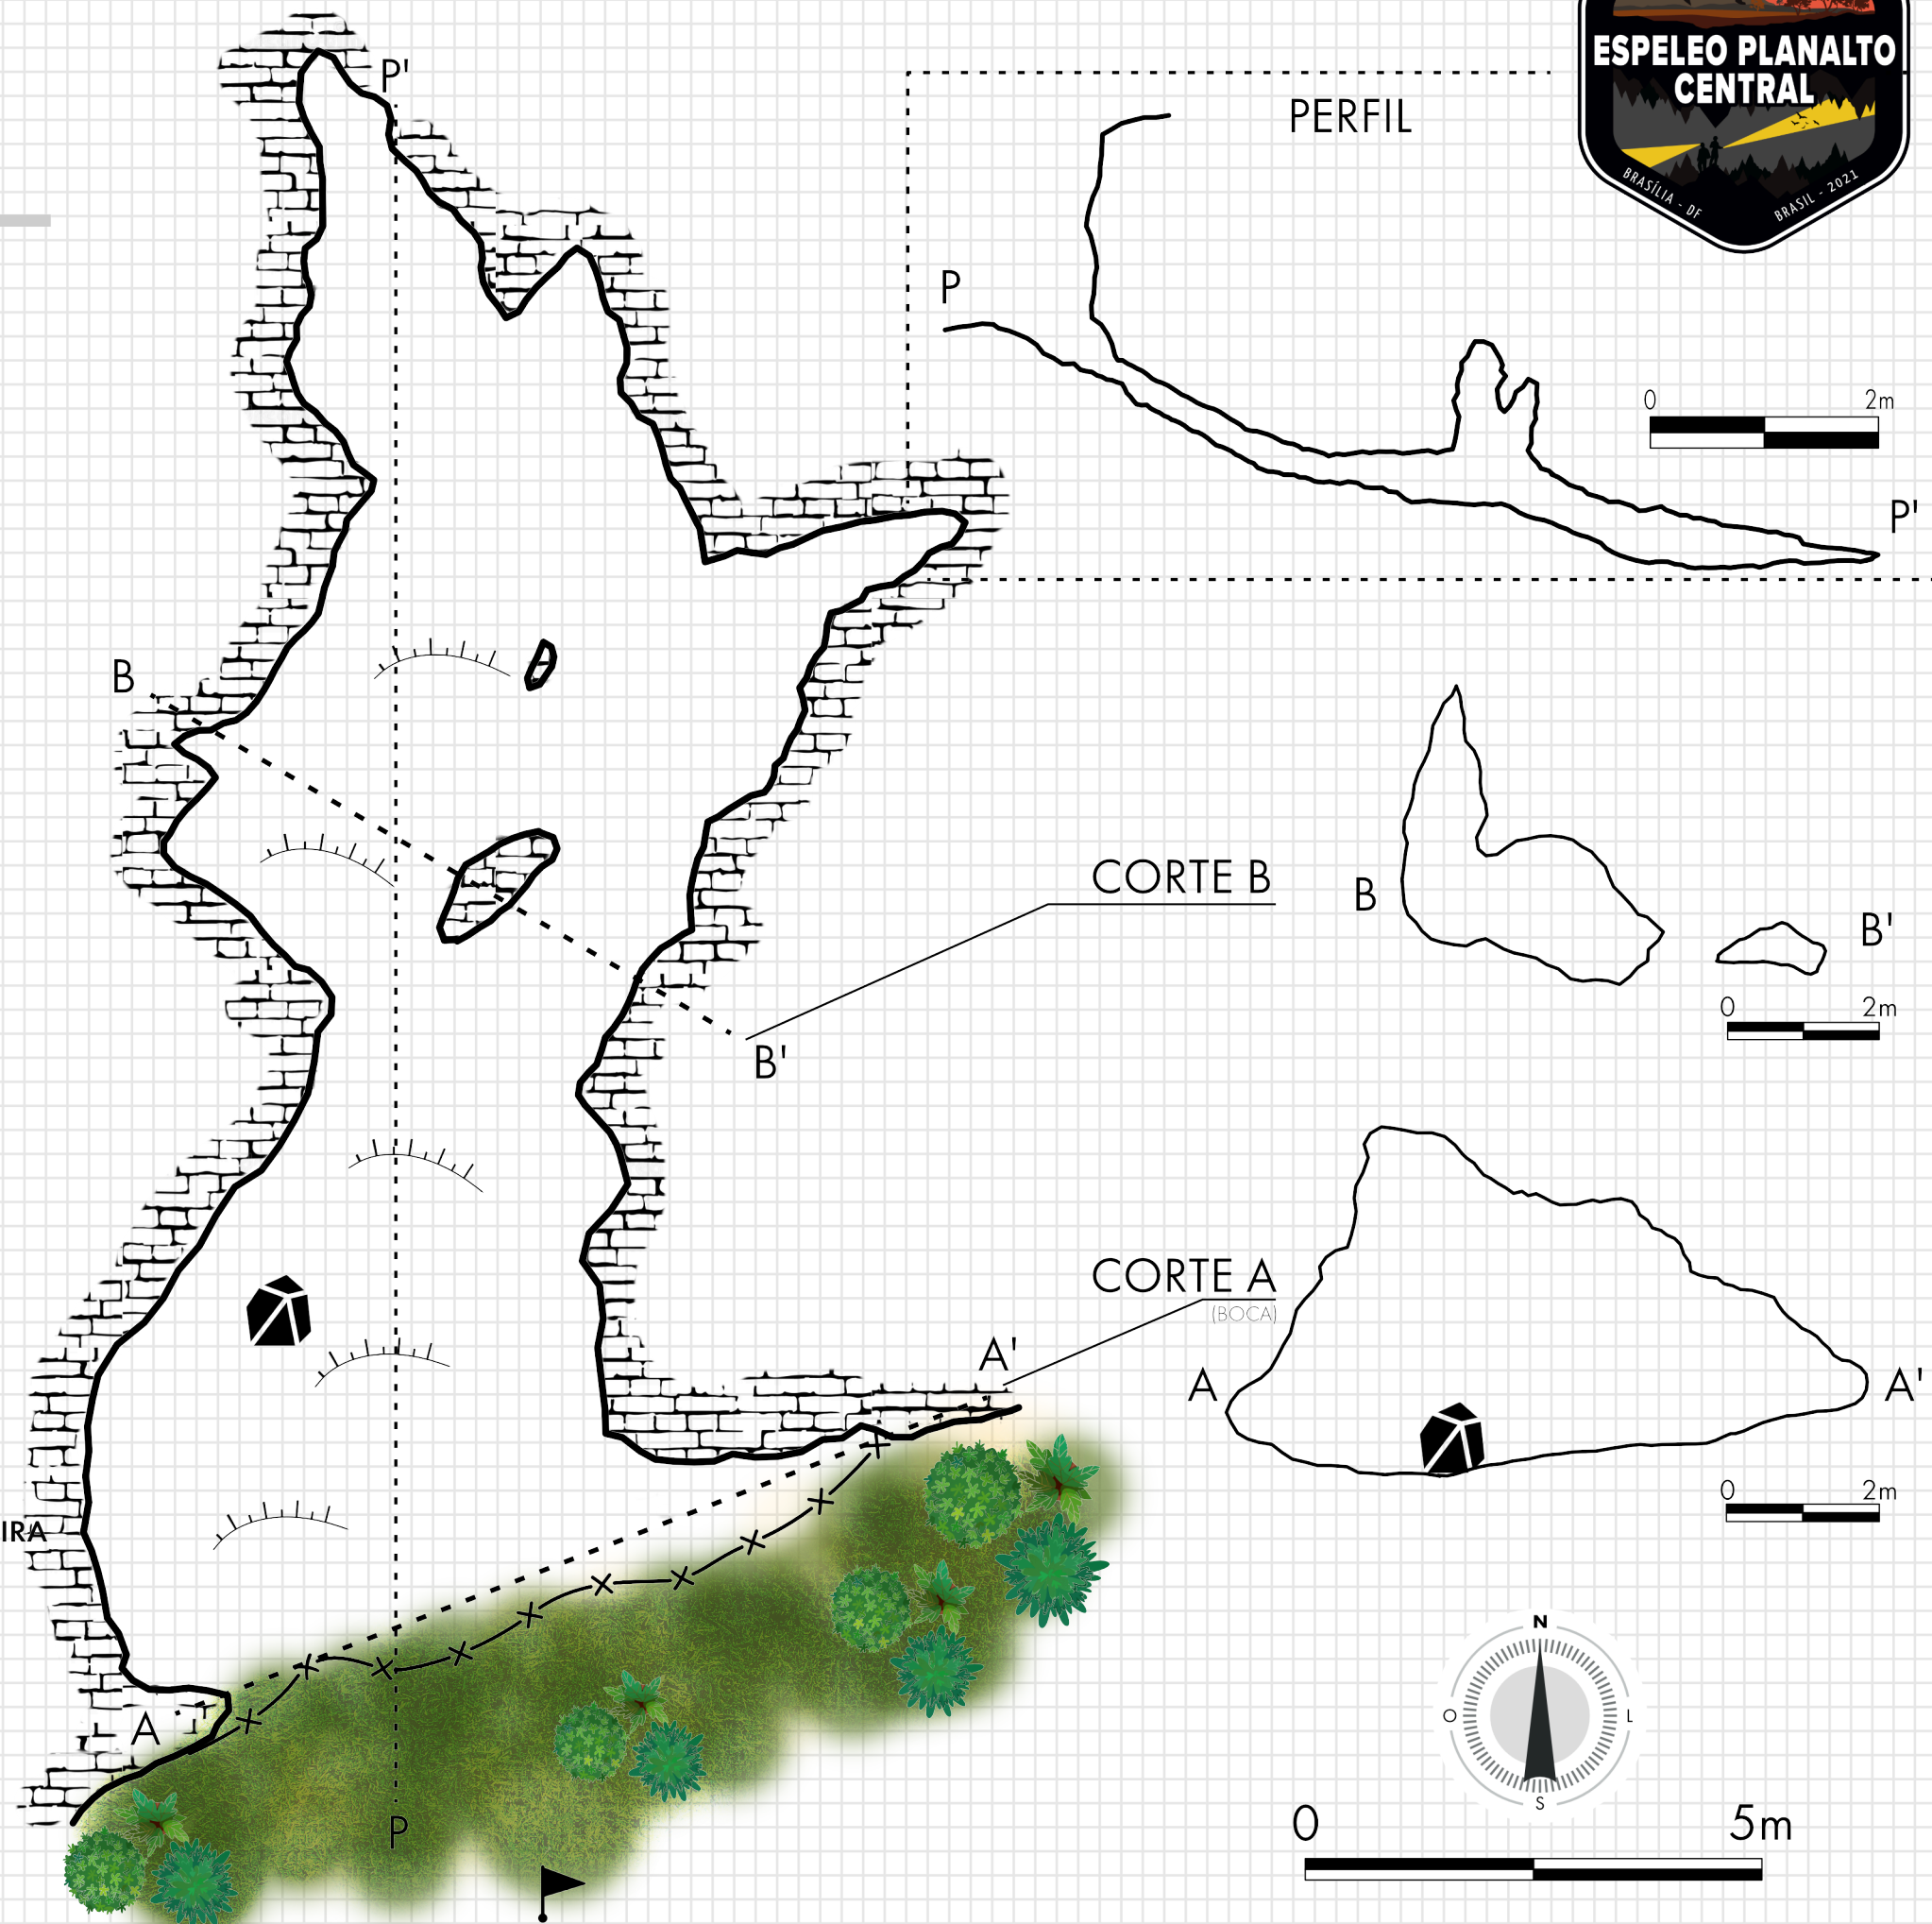 ESPELEO PLANALTO
CENTRAL
BRASÍLIA - DF
BRASIL - 2021
P'
PERFIL
P
0 2m
P'
B
CORTE B
B'
B
B'
0 2m
CORTE A
(BOCA)
A'
A
A'
0 2m
IRA
A
P
N
O
L
S
0 5m